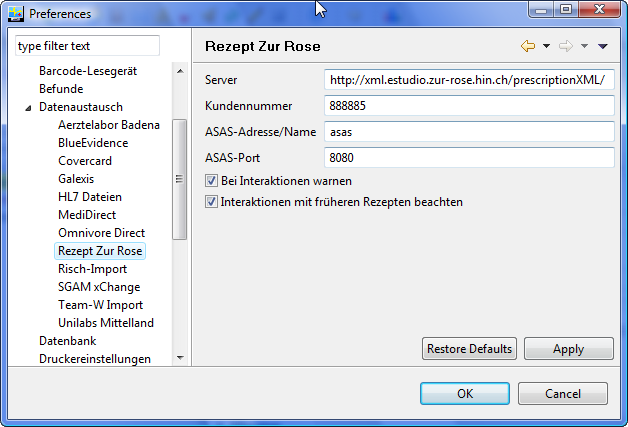 Preferences
type filter text
Barcode-Lesegerät
Befunde
Datenaustausch
Aerztelabor Badena
BlueEvidence
Covercard
Galexis
HL7 Dateien
MediDirect
Omnivore Direct
Rezept Zur Rose
Risch-Import
SGAM xChange
Team-W Import
Unilabs Mittelland
Datenbank
Druckereinstellungen
Rezept Zur Rose
Server http://xml.estudio.zur-rose.hin.ch/prescriptionXML/
Kundennummer 888885
ASAS-Adresse/Name asas
ASAS-Port 8080
Bei Interaktionen warnen
Interaktionen mit früheren Rezepten beachten
Restore Defaults Apply
OK Cancel